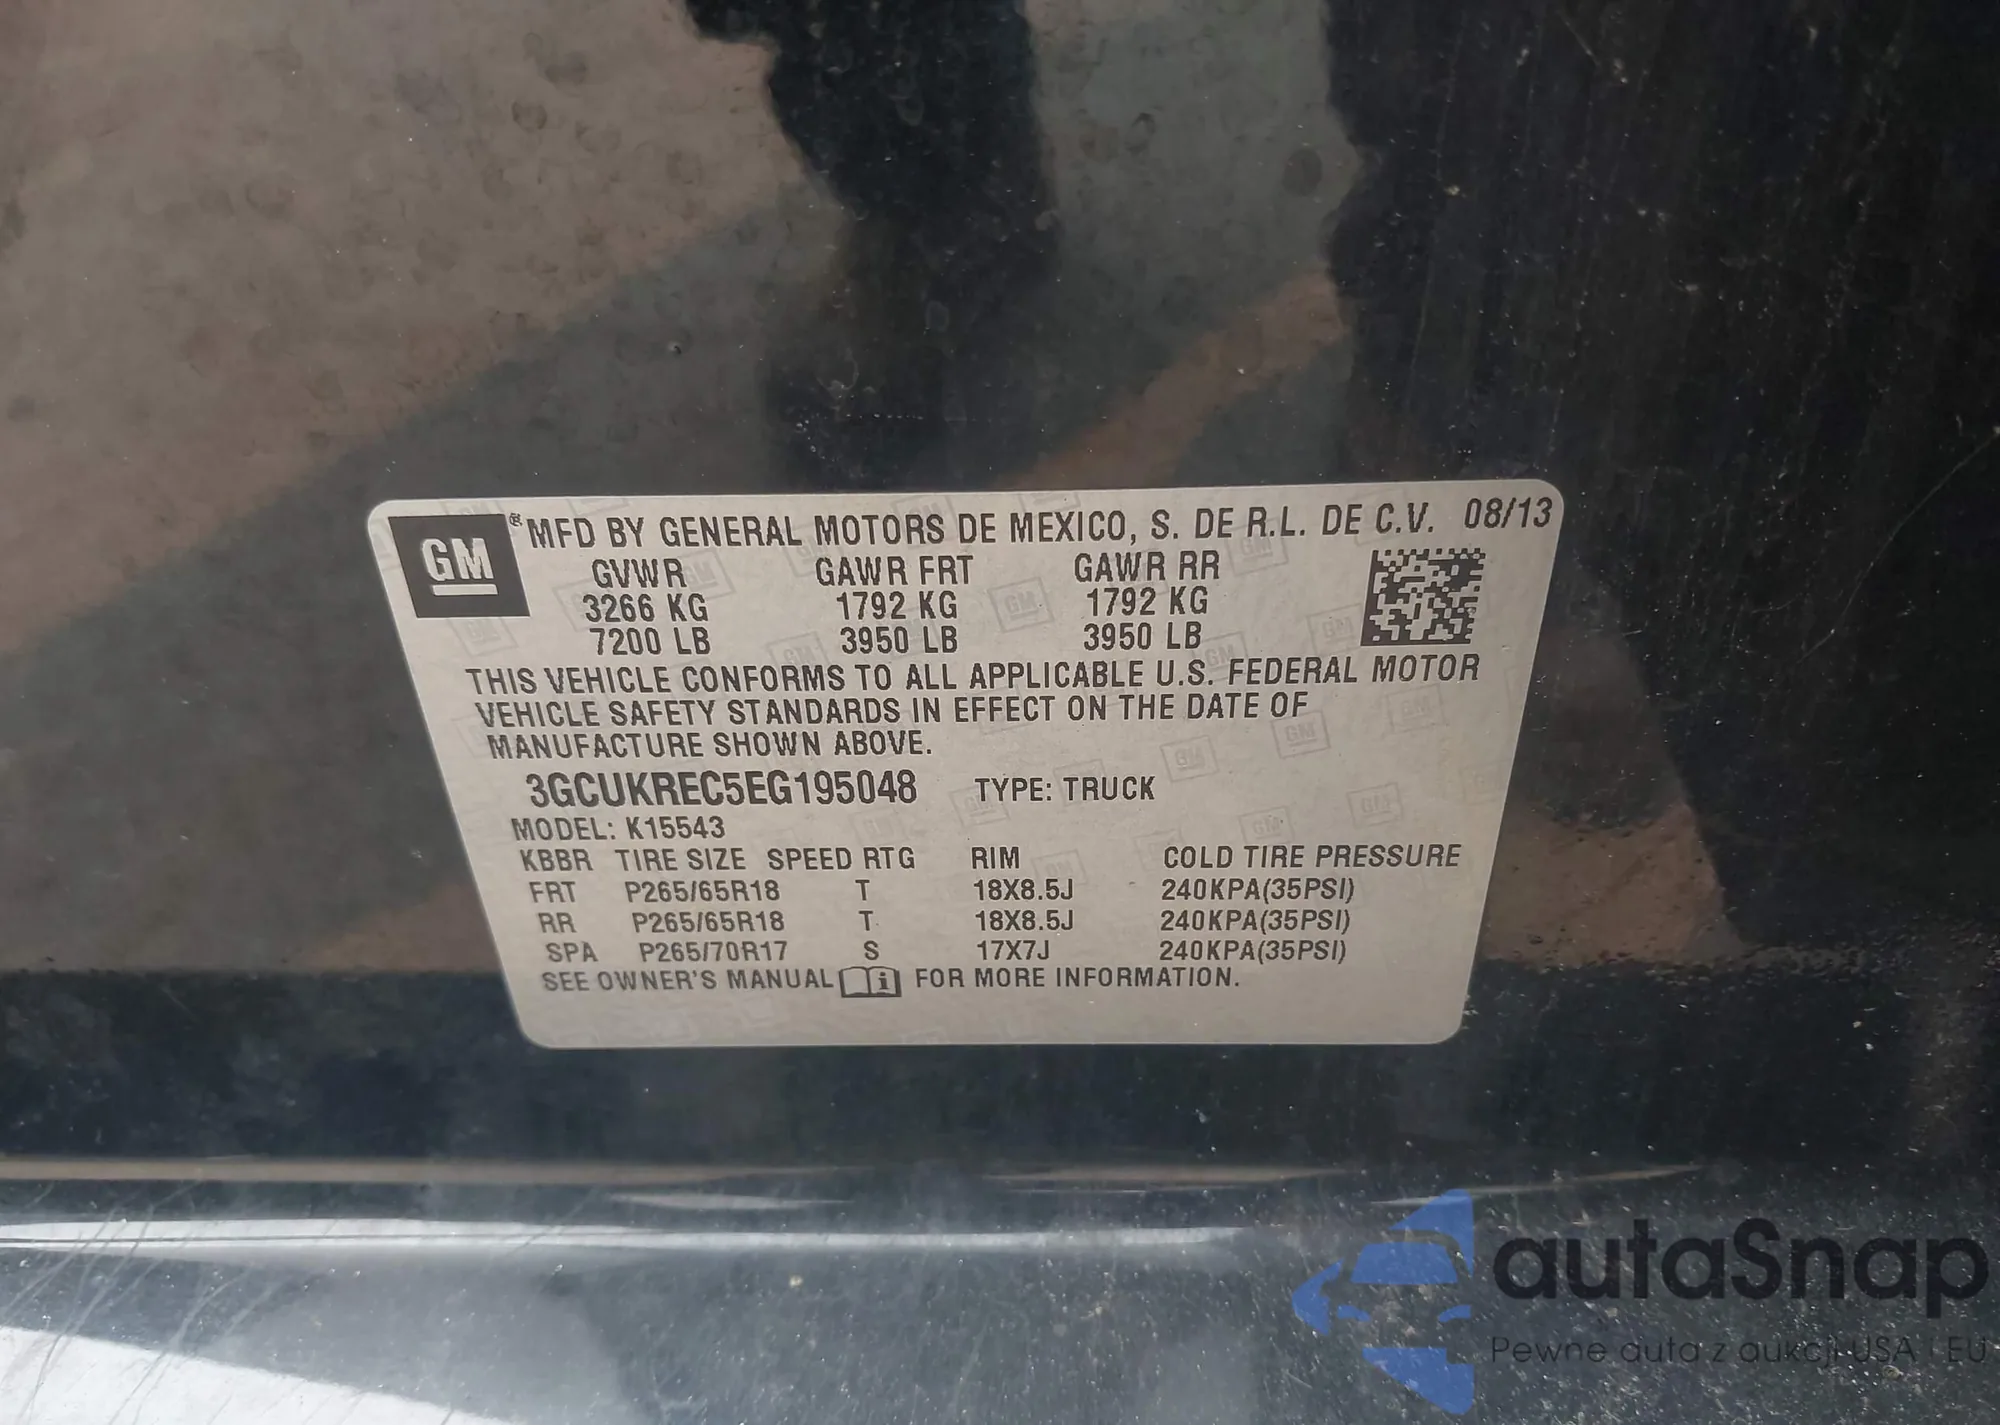 GM ® MFD BY GENERAL MOTORS DE MEXICO, S. DE R.L. DE C.V. 08/13
GVWR GAWR FRT GAWR RR
3266 KG 1792 KG 1792 KG
7200 LB 3950 LB 3950 LB
THIS VEHICLE CONFORMS TO ALL APPLICABLE U.S. FEDERAL MOTOR
VEHICLE SAFETY STANDARDS IN EFFECT ON THE DATE OF
MANUFACTURE SHOWN ABOVE.
3GCUKREC5EG195048 TYPE: TRUCK
MODEL: K15543
KBBR TIRE SIZE SPEED RTG RIM COLD TIRE PRESSURE
FRT P265/65R18 T 18X8.5J 240KPA(35PSI)
RR P265/65R18 T 18X8.5J 240KPA(35PSI)
SPA P265/70R17 S 17X7J 240KPA(35PSI)
SEE OWNER'S MANUAL i FOR MORE INFORMATION.
autaSnap
Pewne auta z aukcji USA i EU